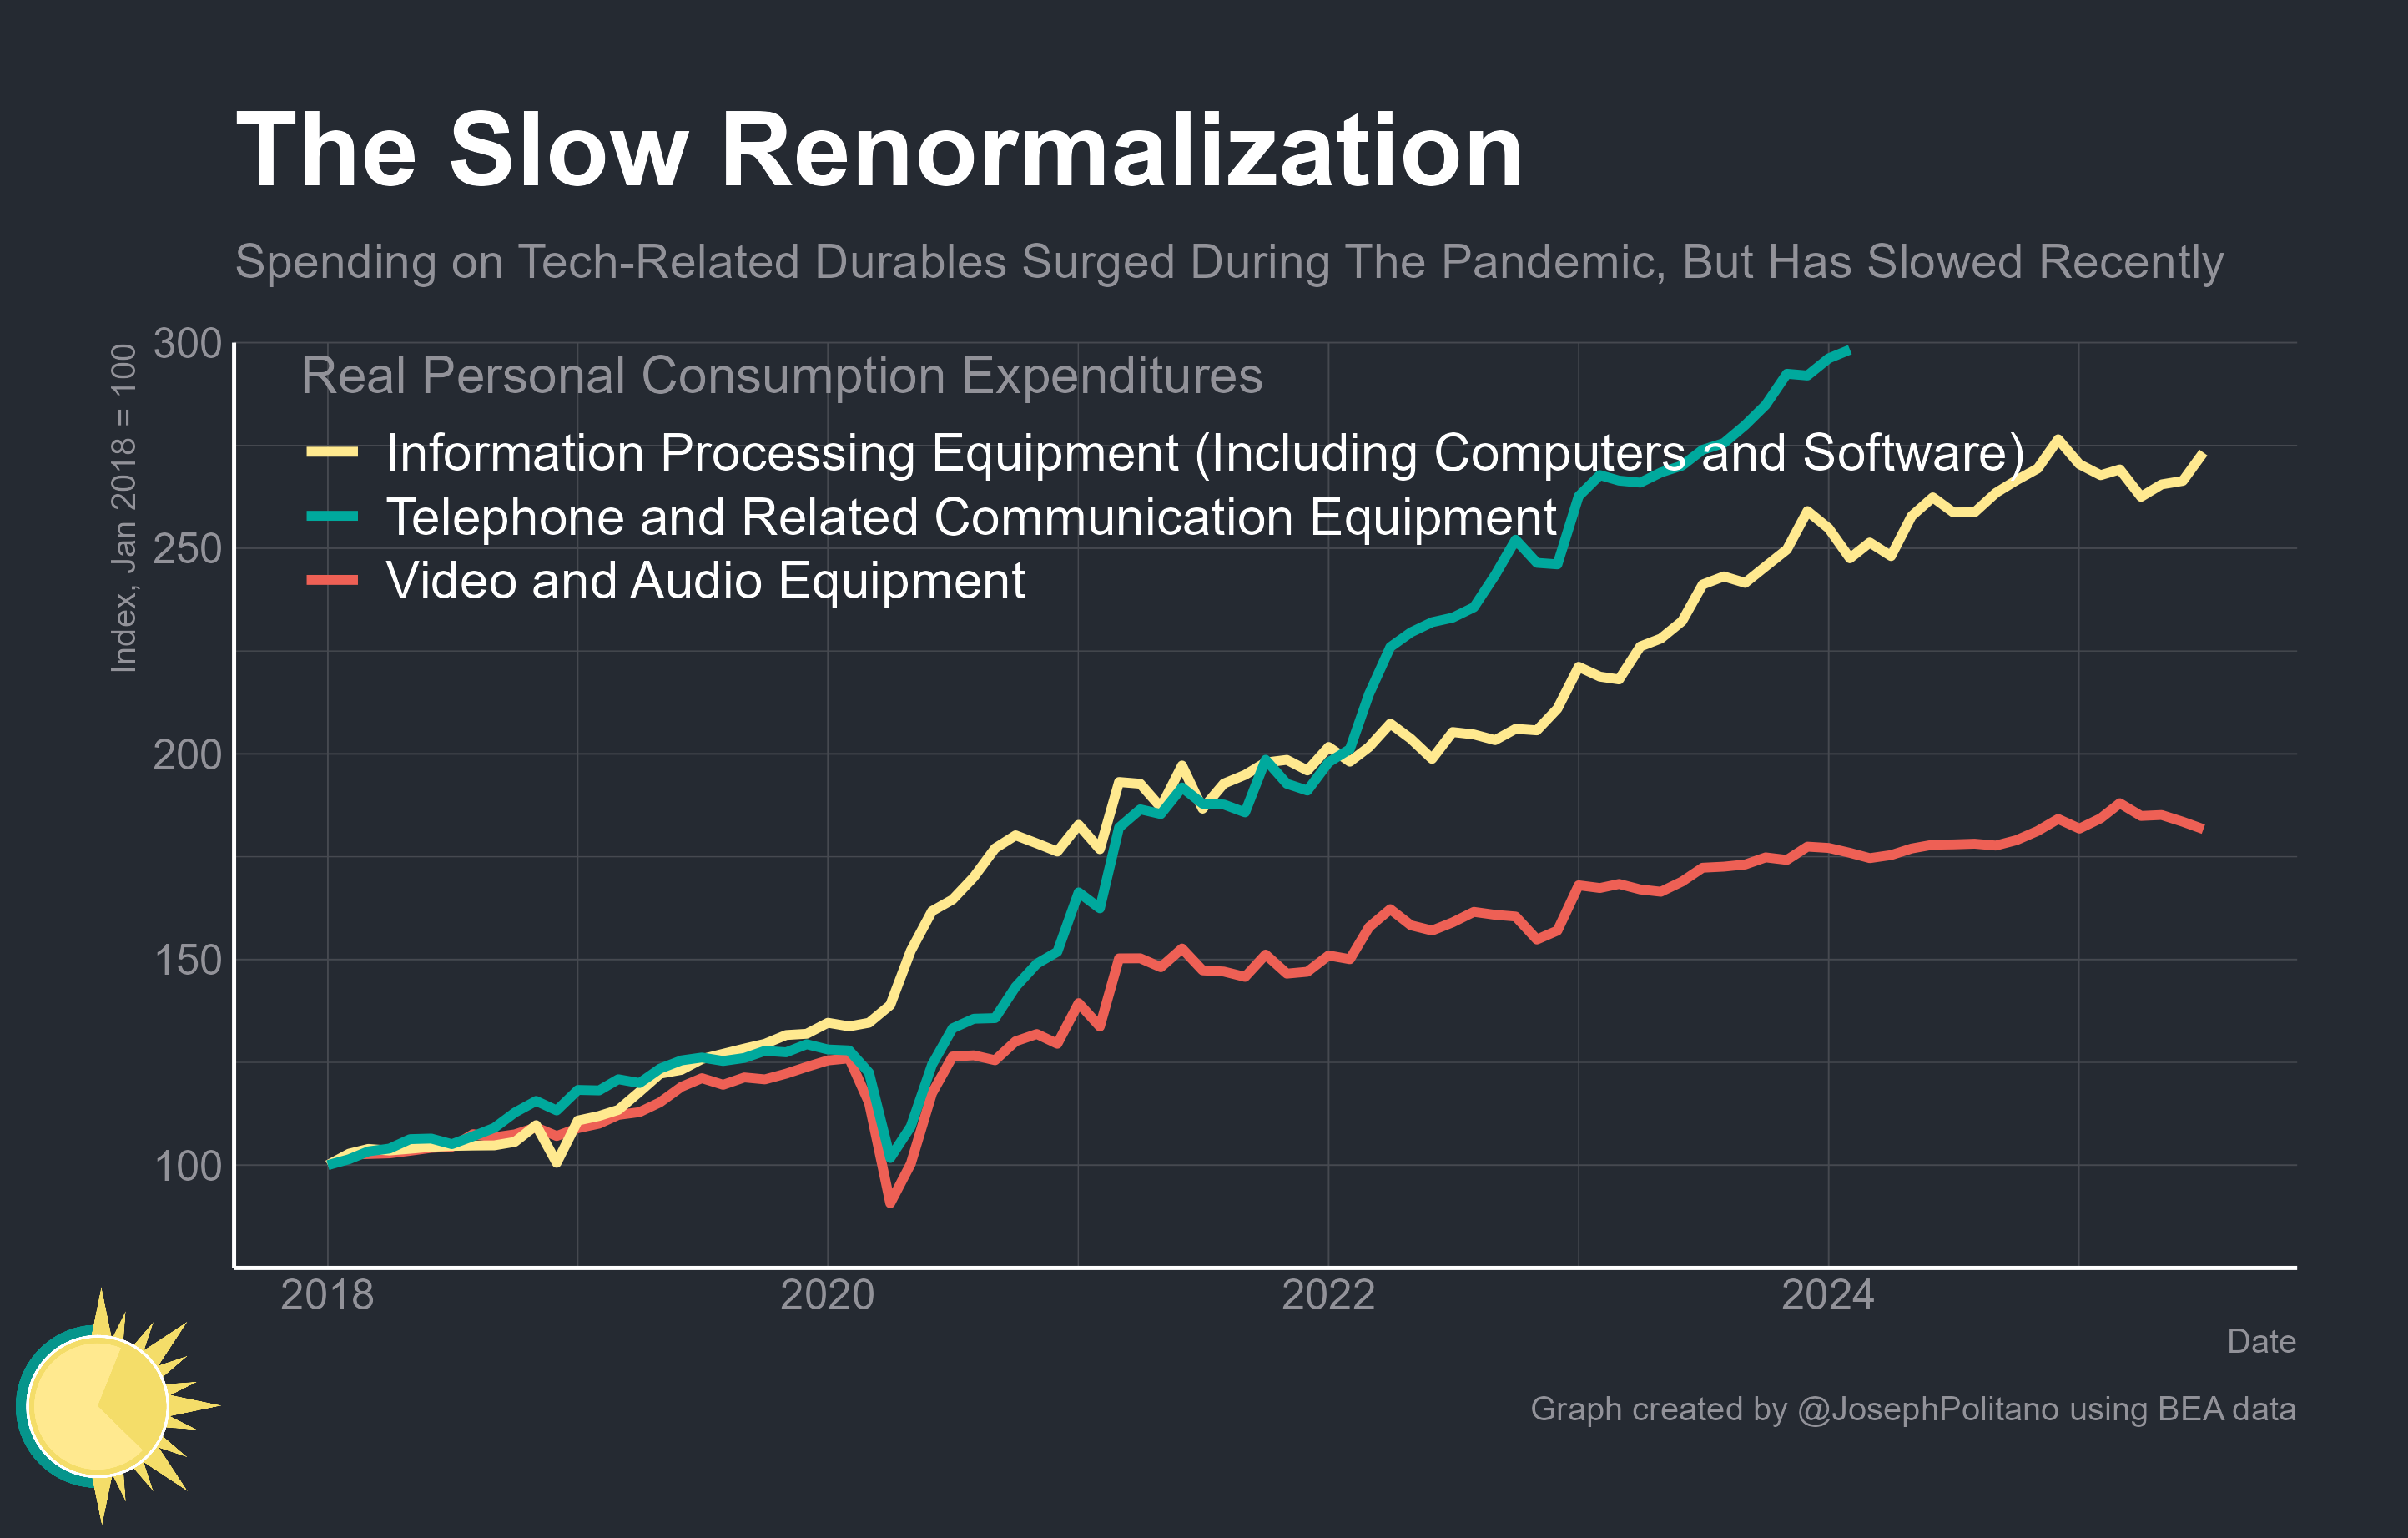 The Slow Renormalization
Spending on Tech-Related Durables Surged During The Pandemic, But Has Slowed Recently
Index, Jan 2018 = 100
300
250
200
150
100
Real Personal Consumption Expenditures
Information Processing Equipment (Including Computers and Software)
Telephone and Related Communication Equipment
Video and Audio Equipment
2018 2020 2022 2024
Date
Graph created by @JosephPolitano using BEA data